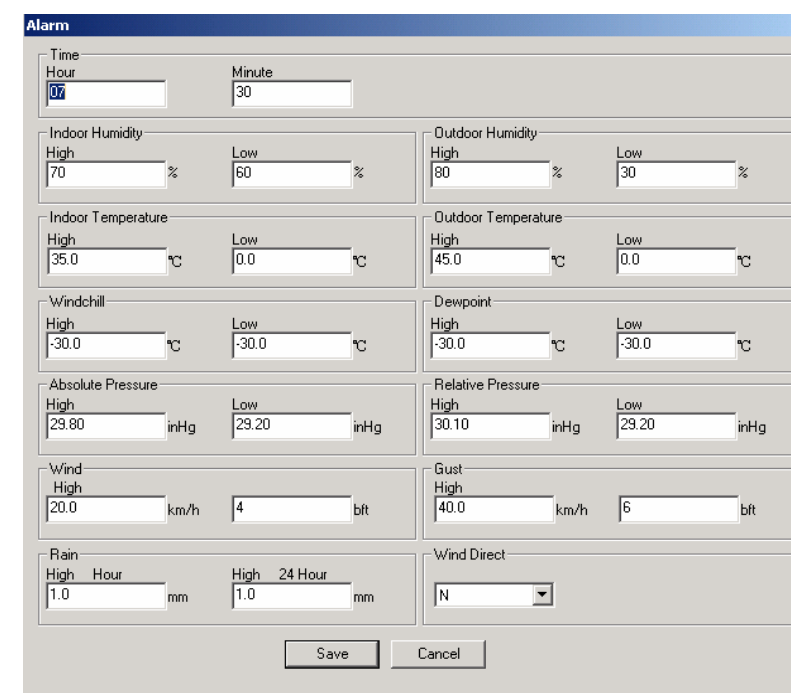 Alarm
Time
Hour Minute
07 30
Indoor Humidity Outdoor Humidity
High Low High Low
70 % 60 % 80 % 30 %
Indoor Temperature Outdoor Temperature
High Low High Low
35.0 °C 0.0 °C 45.0 °C 0.0 °C
Windchill Dewpoint
High Low High Low
-30.0 °C -30.0 °C -30.0 °C -30.0 °C
Absolute Pressure Relative Pressure
High Low High Low
29.80 inHg 29.20 inHg 30.10 inHg 29.20 inHg
Wind Gust
High High
20.0 km/h 4 bft 40.0 km/h 6 bft
Rain Wind Direct
High Hour High 24 Hour
1.0 mm 1.0 mm N
Save Cancel